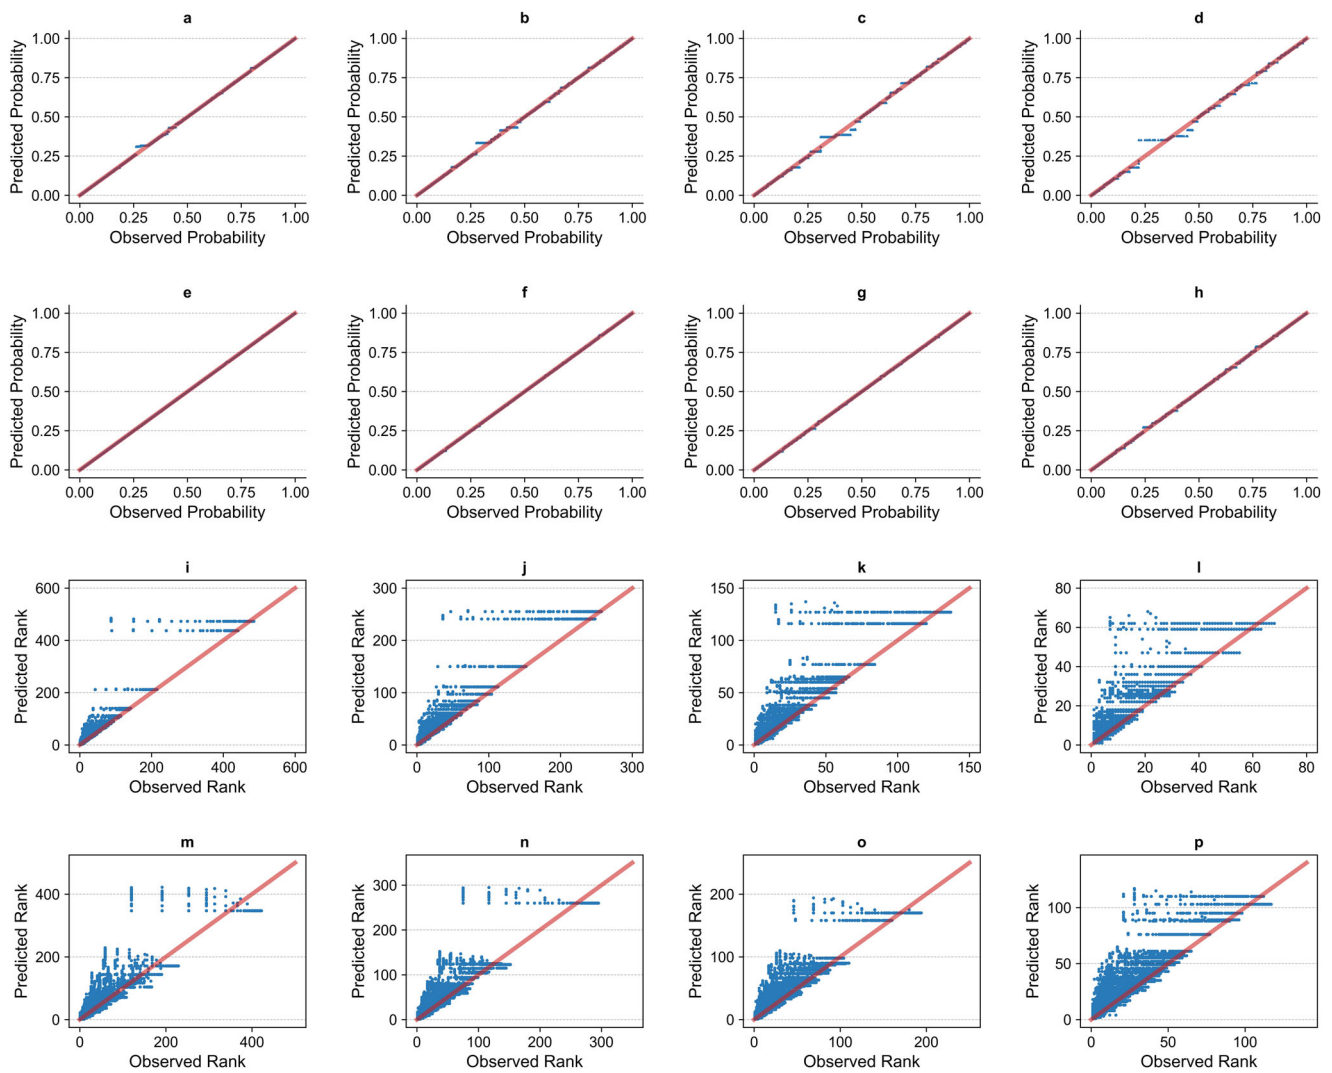 a b c d
1.00 1.00 1.00 1.00
0.75 0.75 0.75 0.75
0.50 0.50 0.50 0.50
0.25 0.25 0.25 0.25
0.00 0.00 0.00 0.00
Predicted Probability Predicted Probability Predicted Probability Predicted Probability
0.00 0.25 0.50 0.75 1.00 0.00 0.25 0.50 0.75 1.00 0.00 0.25 0.50 0.75 1.00 0.00 0.25 0.50 0.75 1.00
Observed Probability Observed Probability Observed Probability Observed Probability
e f g h
1.00 1.00 1.00 1.00
0.75 0.75 0.75 0.75
0.50 0.50 0.50 0.50
0.25 0.25 0.25 0.25
0.00 0.00 0.00 0.00
Predicted Probability Predicted Probability Predicted Probability Predicted Probability
0.00 0.25 0.50 0.75 1.00 0.00 0.25 0.50 0.75 1.00 0.00 0.25 0.50 0.75 1.00 0.00 0.25 0.50 0.75 1.00
Observed Probability Observed Probability Observed Probability Observed Probability
i j k l
600 300 150 80
400 200 100 60
200 100 50 40
0 0 0 20
0
Predicted Rank Predicted Rank Predicted Rank Predicted Rank
0 200 400 600 0 100 200 300 0 50 100 150 0 20 40 60 80
Observed Rank Observed Rank Observed Rank Observed Rank
m n o p
400 300 200 100
200 200 100 50
0 100 0 0
0
Predicted Rank Predicted Rank Predicted Rank Predicted Rank
0 200 400 0 100 200 300 0 100 200 0 50 100
Observed Rank Observed Rank Observed Rank Observed Rank